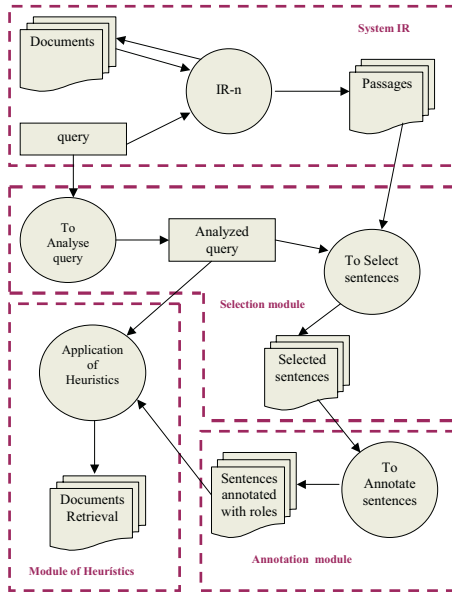 System IR
Documents
IR-n
Passages
query
To
Analyse
query
Analyzed
query
To Select
sentences
Selection module
Application
of
Heuristics
Selected
sentences
Documents
Retrieval
Sentences
annotated
with roles
To
Annotate
sentences
Module of Heurístics
Annotation module